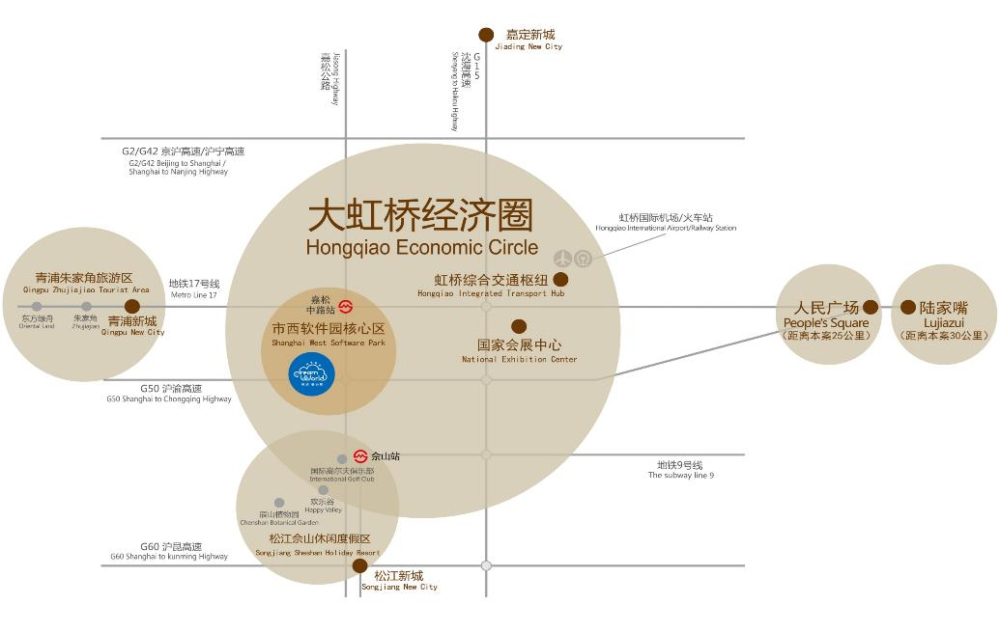 嘉定新城
Jiading New City
嘉松公路
Jiasong Highway
G15
沈海高速
Shenyang to Haikou Highway
G2/G42 京沪高速/沪宁高速
G2/G42 Beijing to Shanghai /
Shanghai to Nanjing Highway
大虹桥经济圈
Hongqiao Economic Circle
虹桥国际机场/火车站
Hongqiao International Airport/Railway Station
青浦朱家角旅游区
Qingpu Zhujiajiao Tourist Area
东方绿舟
Oriental Land
朱家角
Zhujiajiao
青浦新城
Qingpu New City
地铁17号线
Metro Line 17
虹桥综合交通枢纽
Hongqiao Integrated Transport Hub
嘉松
中路站
市西软件园核心区
Shanghai West Software Park
Dream
World
国家会展中心
National Exhibition Center
人民广场
People's Square
（距离本案25公里）
陆家嘴
Lujiazui
（距离本案30公里）
G50 沪渝高速
G50 Shanghai to Chongqing Highway
佘山站
国际高尔夫俱乐部
International Golf Club
欢乐谷
Happy Valley
辰山植物园
Chenshan Botanical Garden
地铁9号线
The subway line 9
松江佘山休闲度假区
Songjiang Sheshan Holiday Resort
G60 沪昆高速
G60 Shanghai to kunming Highway
松江新城
Songjiang New City